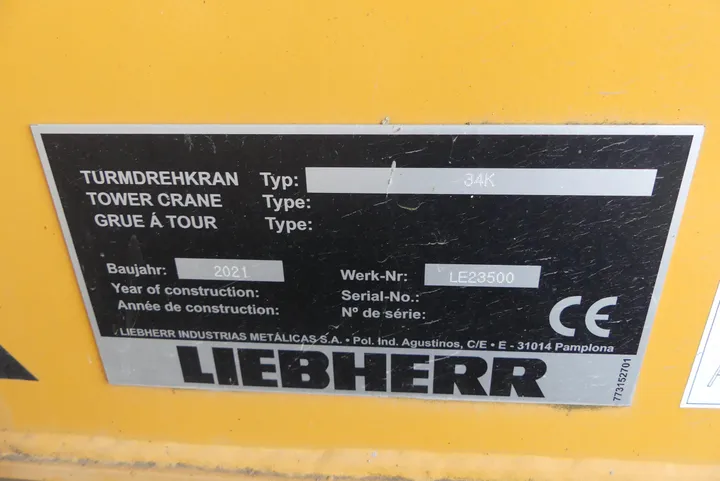 TURMDREHKRAN Typ: 34K
TOWER CRANE Type:
GRUE Á TOUR Type:
Baujahr: 2021 Werk-Nr: LE23500
Year of construction: Serial-No.:
Année de construction: Nº de série:
CE
LIEBHERR INDUSTRIAS METÁLICAS S.A. • Pol. Ind. Agustinos, C/E • E - 31014 Pamplona
LIEBHERR
773152701